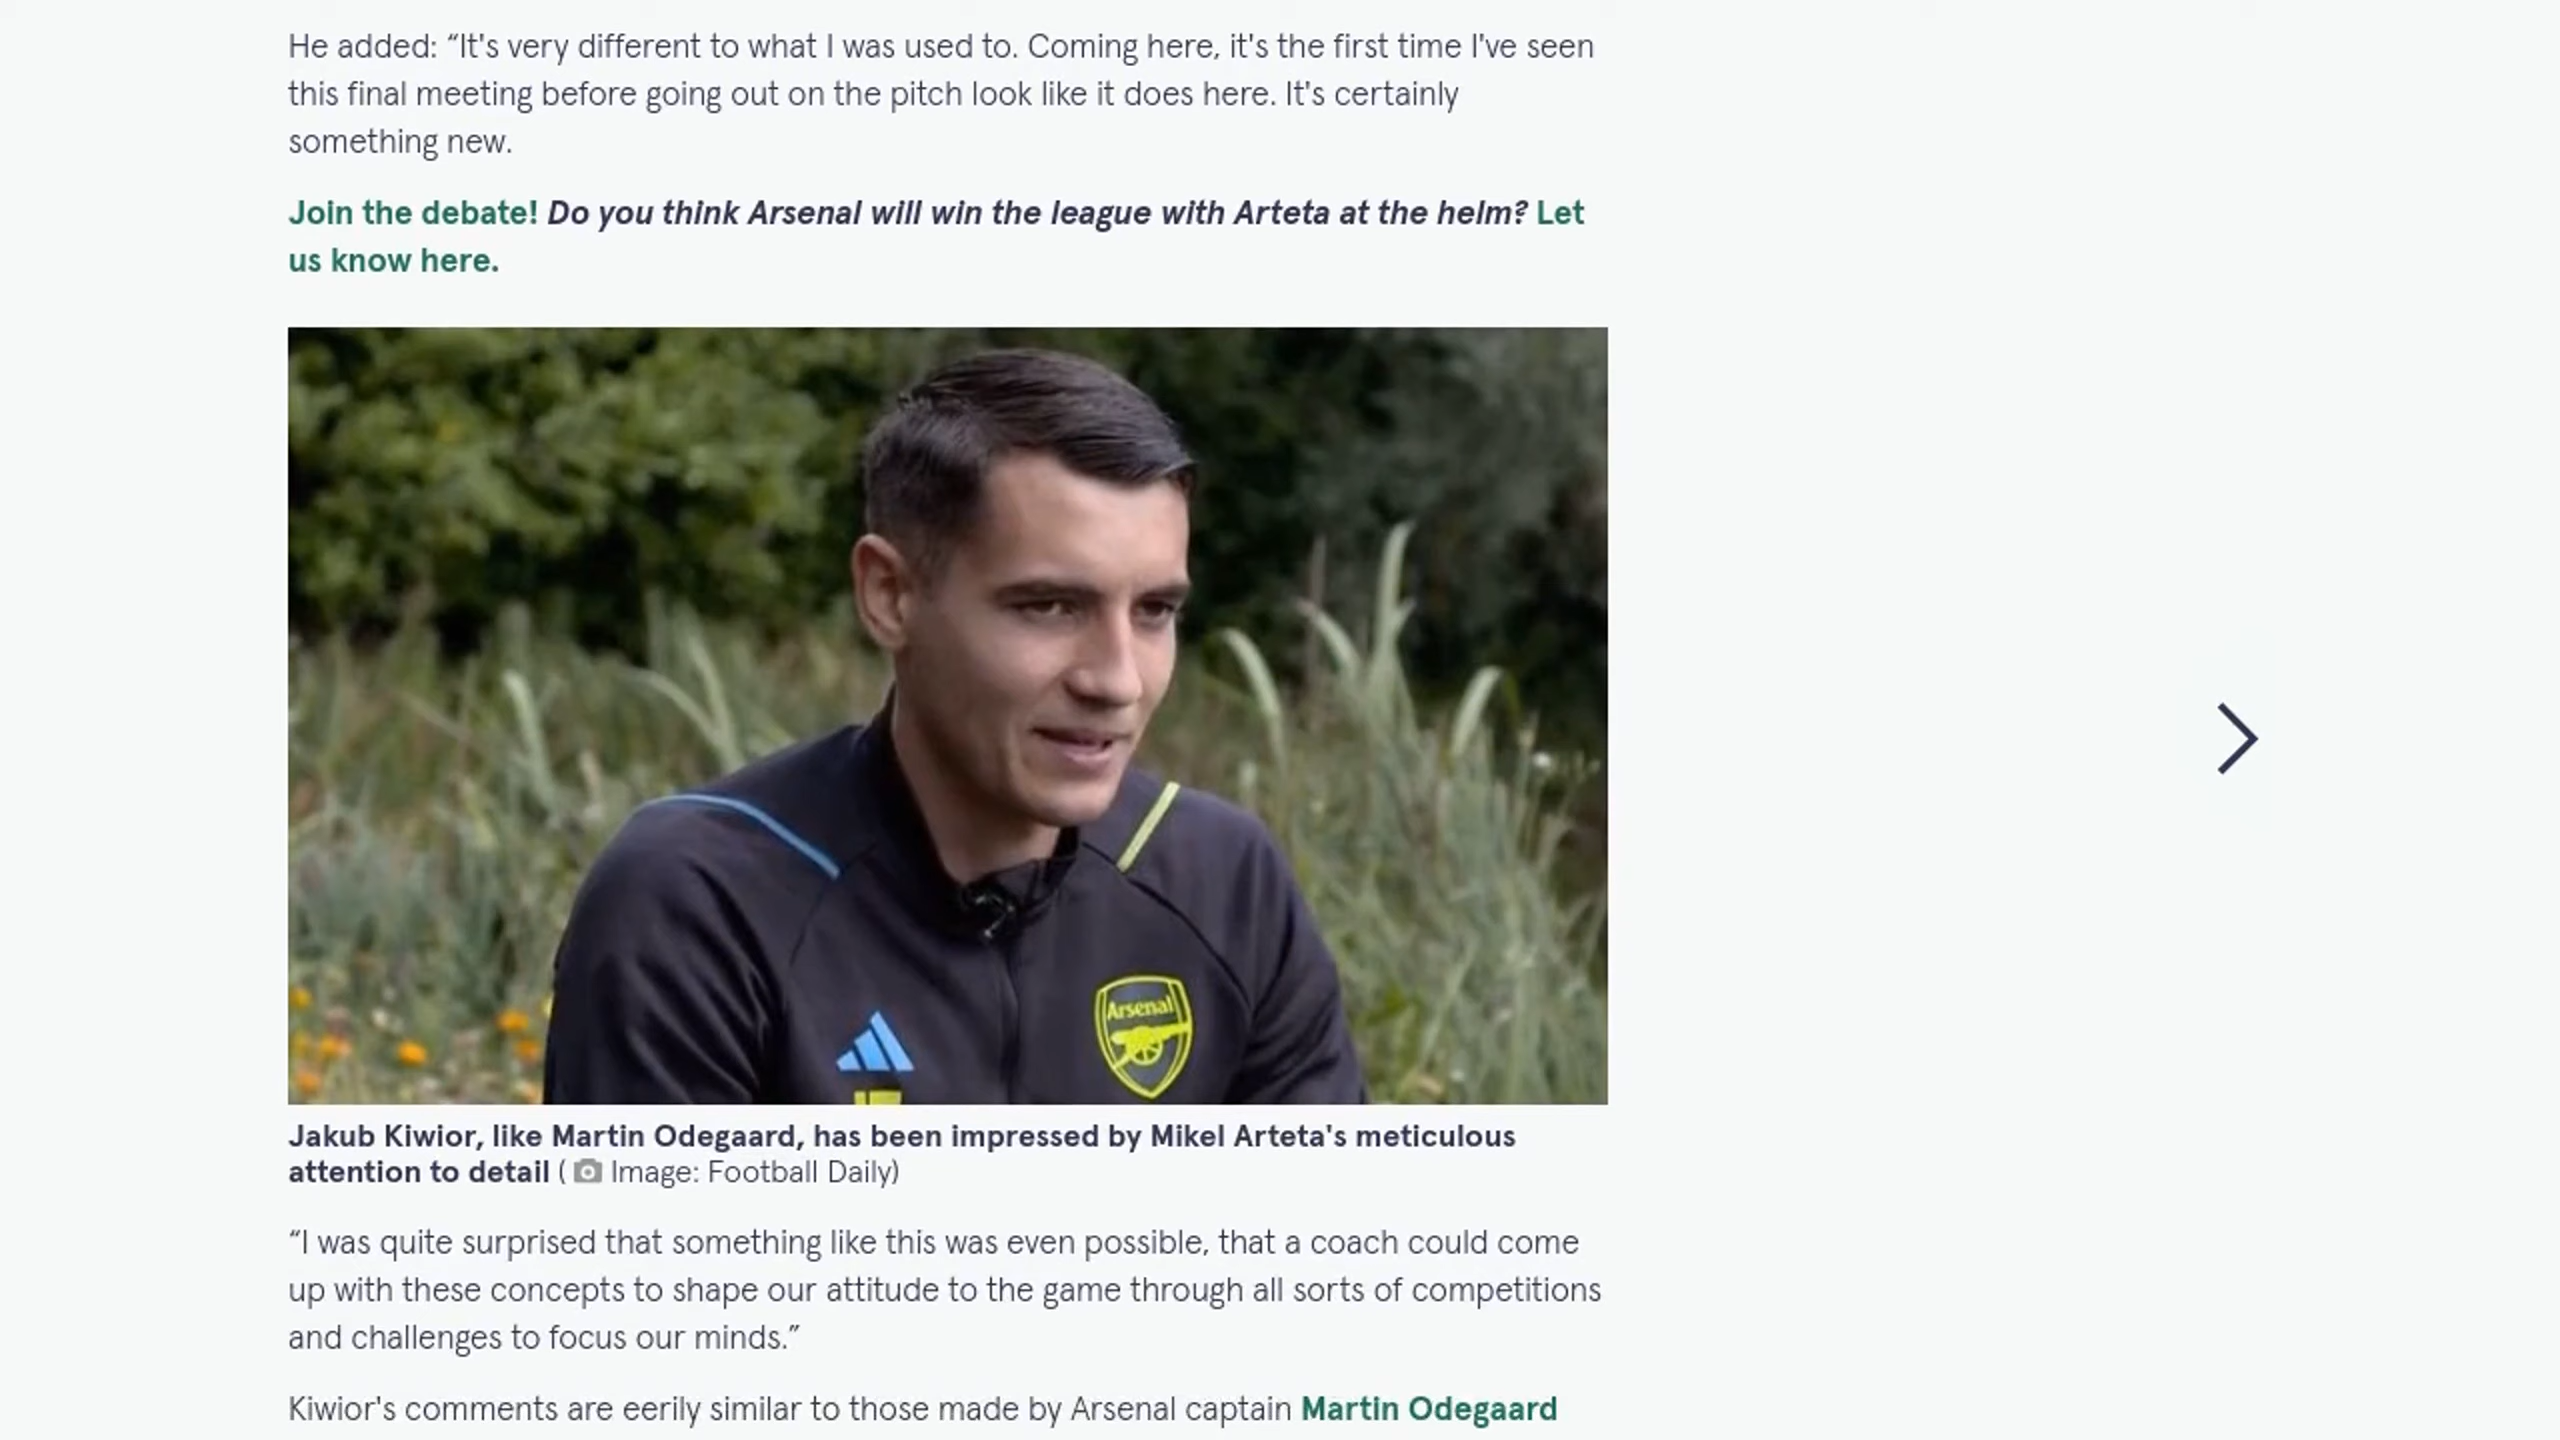 He added: “It's very different to what I was used to. Coming here, it's the first time I've seen
this final meeting before going out on the pitch look like it does here. It's certainly
something new.
Join the debate! Do you think Arsenal will win the league with Arteta at the helm? Let
us know here.
Arsenal
Jakub Kiwior, like Martin Odegaard, has been impressed by Mikel Arteta's meticulous
attention to detail ( Image: Football Daily)
“I was quite surprised that something like this was even possible, that a coach could come
up with these concepts to shape our attitude to the game through all sorts of competitions
and challenges to focus our minds.”
Kiwior's comments are eerily similar to those made by Arsenal captain Martin Odegaard